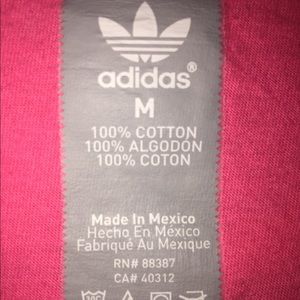 adidas®
M
100% COTTON
100% ALGODON
100% COTON
Made In Mexico
Hecho En México
Fabriqué Au Mexique
RN# 88387
CA# 40312
30C